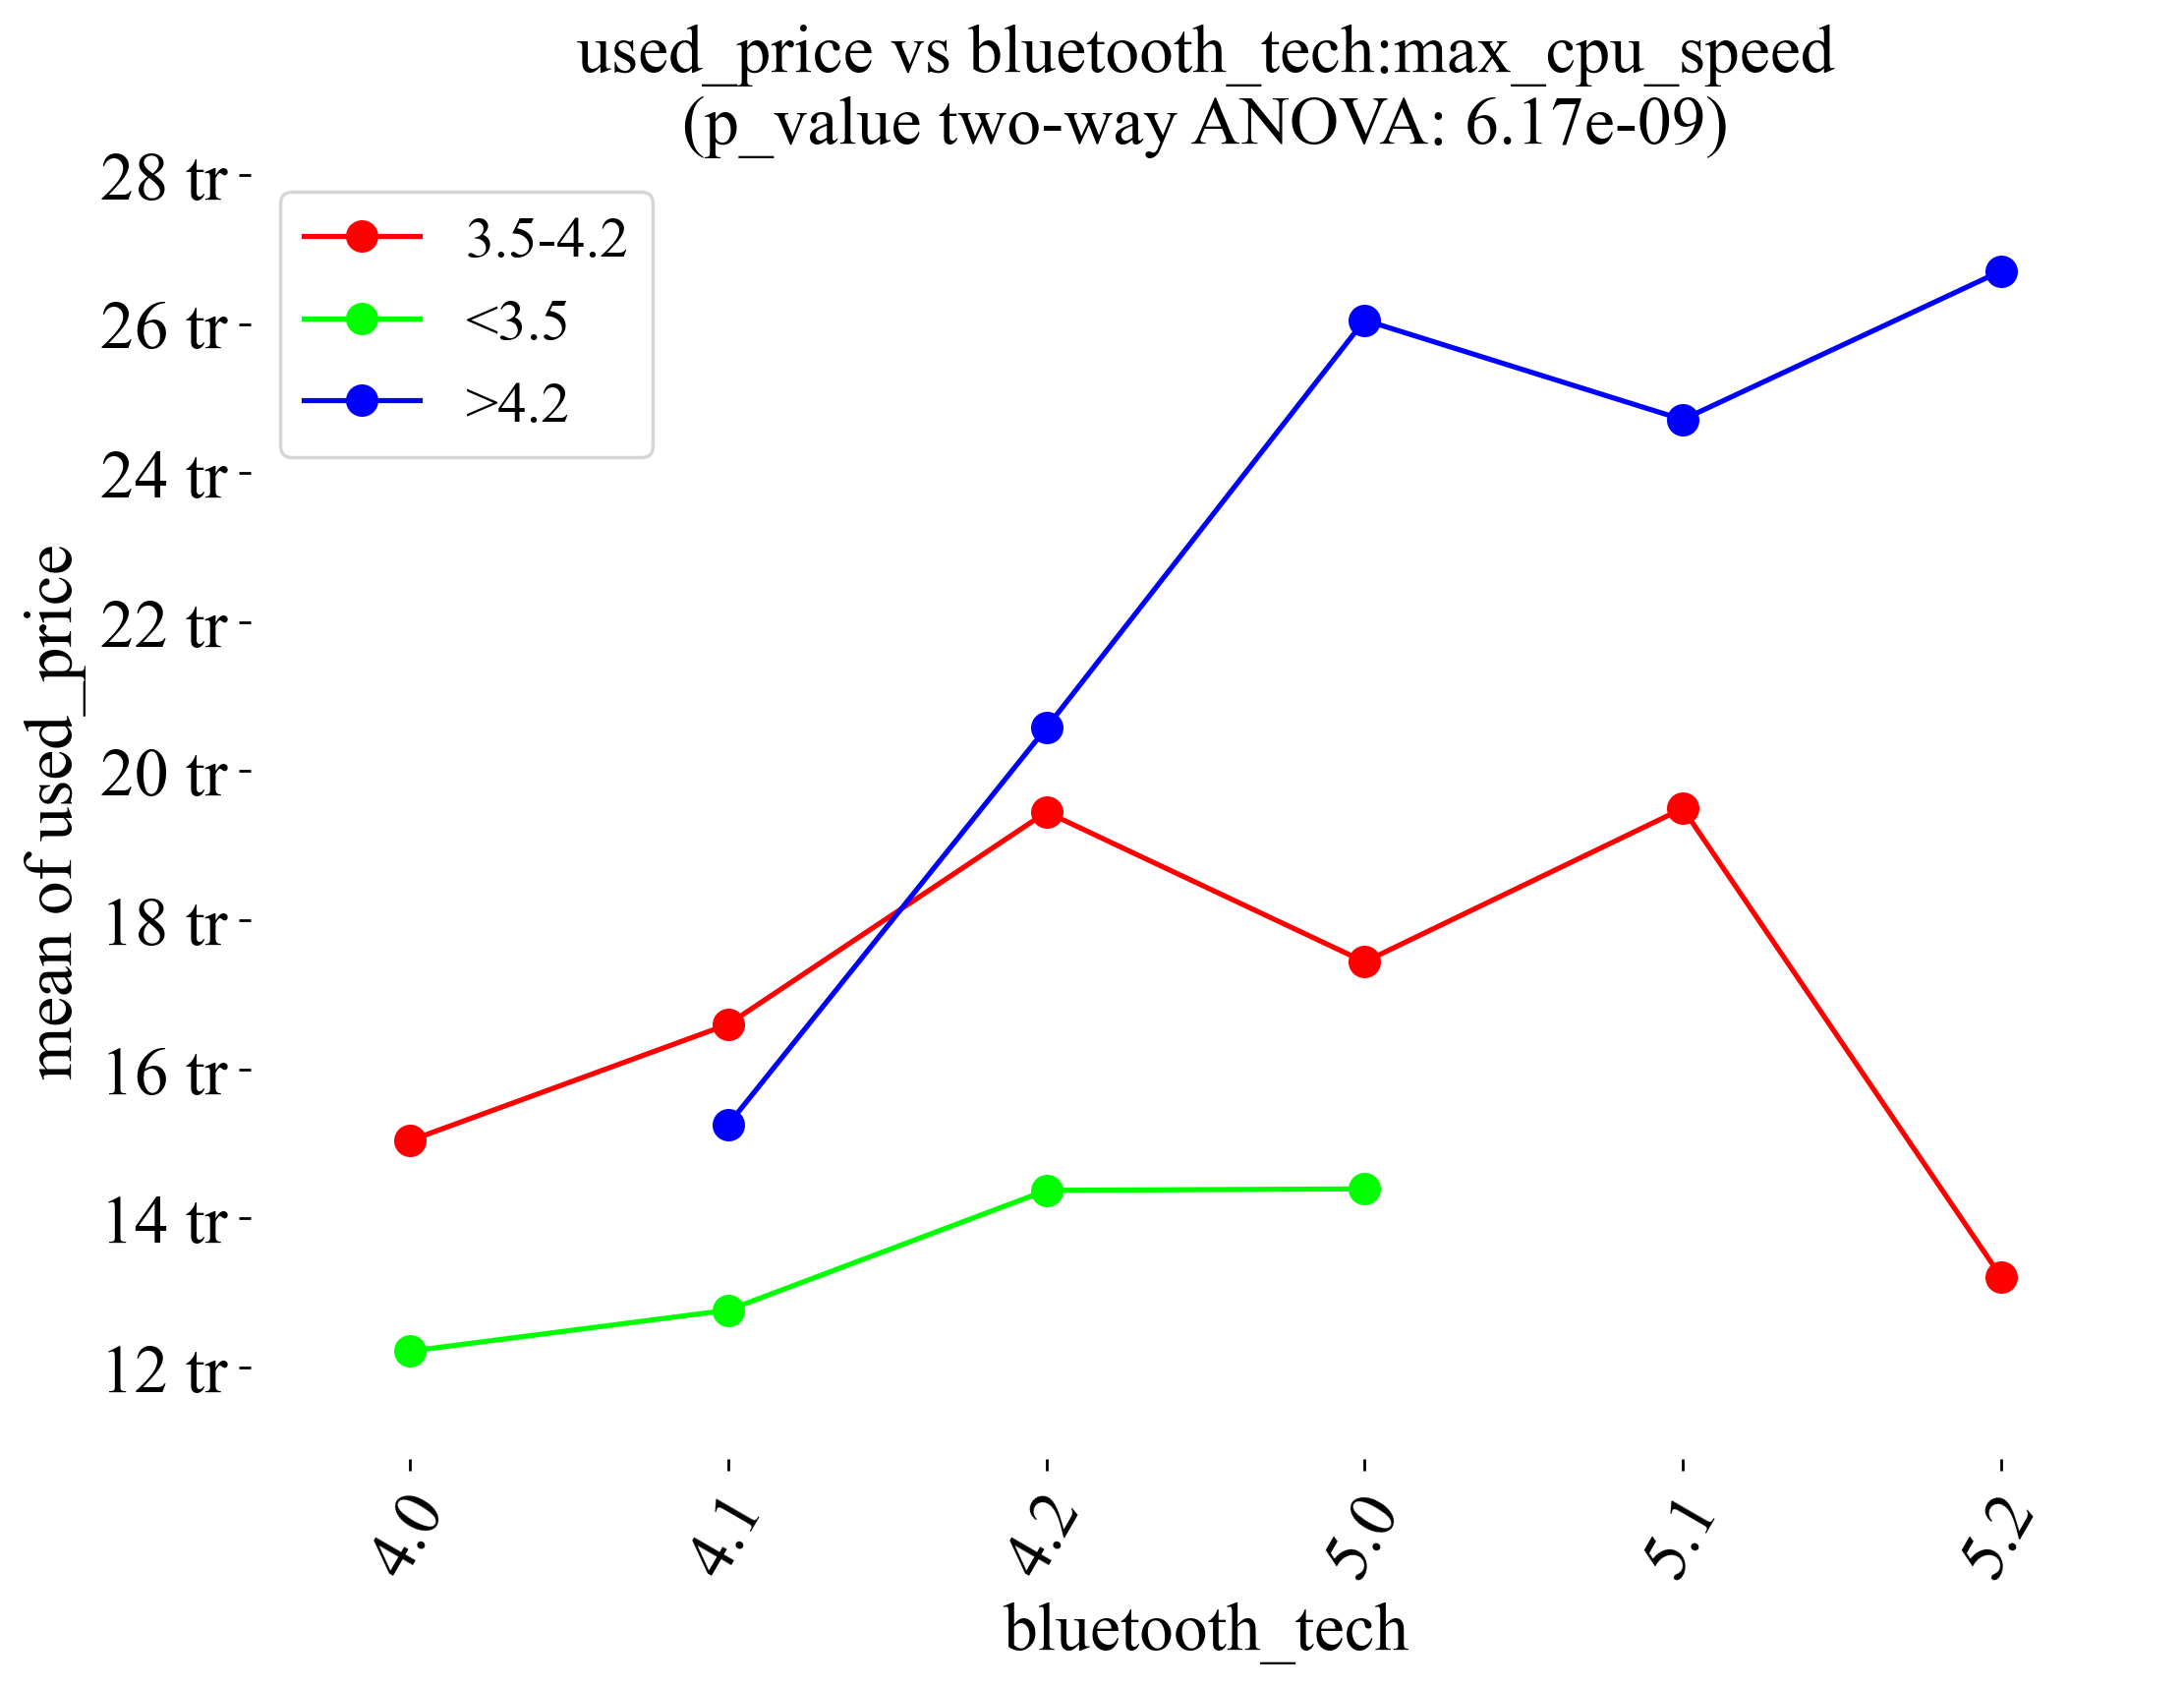 used_price vs bluetooth_tech:max_cpu_speed
(p_value two-way ANOVA: 6.17e-09)
28 tr
26 tr
24 tr
22 tr
20 tr
18 tr
16 tr
14 tr
12 tr
mean of used_price
3.5-4.2
<3.5
>4.2
4.0
4.1
4.2
5.0
5.1
5.2
bluetooth_tech